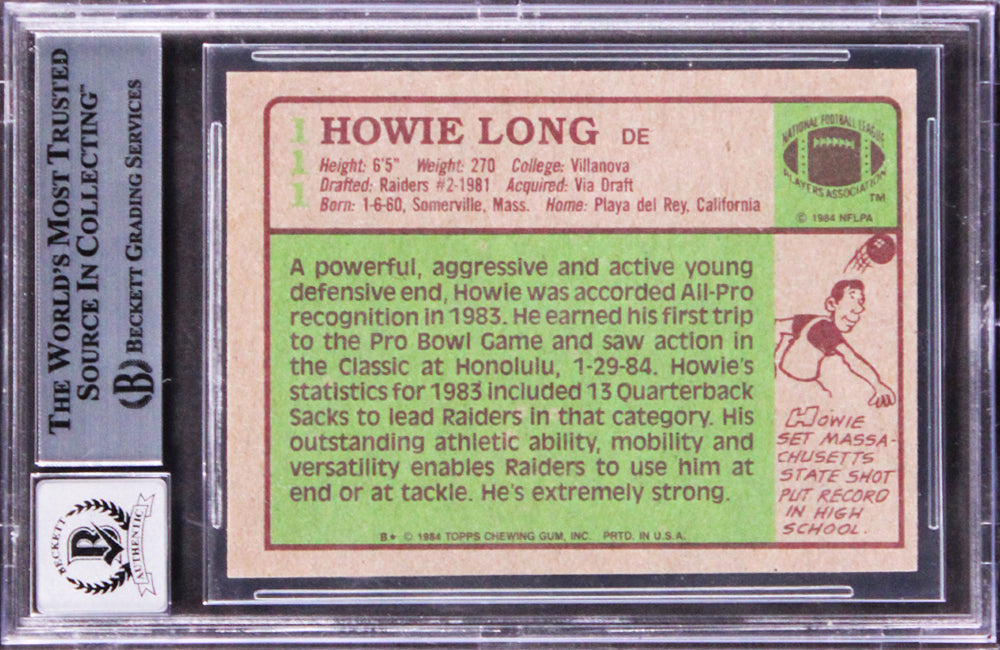 THE WORLD'S MOST TRUSTED
SOURCE IN COLLECTING™
BECKETT GRADING SERVICES
B
BECKETT
B
AUTHENTIC
111
HOWIE LONG DE
Height: 6'5" Weight: 270 College: Villanova
Drafted: Raiders #2-1981 Acquired: Via Draft
Born: 1-6-60, Somerville, Mass. Home: Playa del Rey, California
NATIONAL FOOTBALL LEAGUE
PLAYERS ASSOCIATION
TM
© 1984 NFLPA
A powerful, aggressive and active young
defensive end, Howie was accorded All-Pro
recognition in 1983. He earned his first trip
to the Pro Bowl Game and saw action in
the Classic at Honolulu, 1-29-84. Howie's
statistics for 1983 included 13 Quarterback
Sacks to lead Raiders in that category. His
outstanding athletic ability, mobility and
versatility enables Raiders to use him at
end or at tackle. He's extremely strong.
HOWIE
SET MASSA-
CHUSETTS
STATE SHOT
PUT RECORD
IN HIGH
SCHOOL.
B* © 1984 TOPPS CHEWING GUM, INC. PRTD. IN U.S.A.